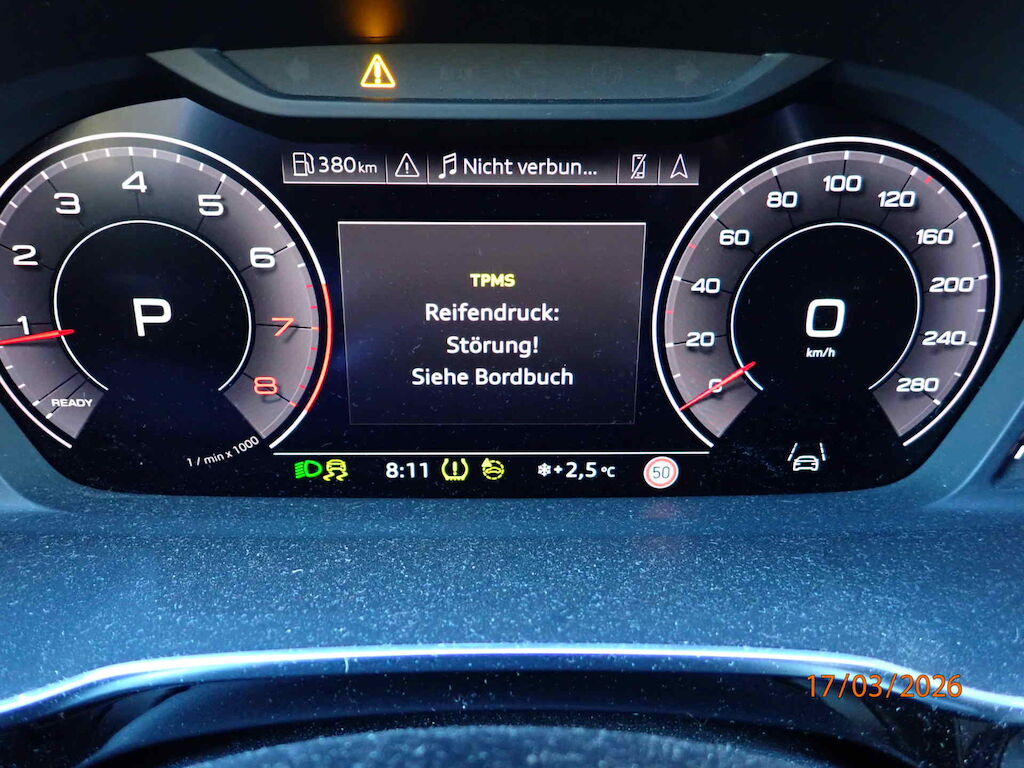 380 km Nicht verbun...
TPMS
Reifendruck:
Störung!
Siehe Bordbuch
1 2 3 4 5 6 7 8
P
READY
1 / min x 1000
0 20 40 60 80 100 120 160 200 240 280
0
km/h
8:11 +2,5 °C 50
17/03/2026